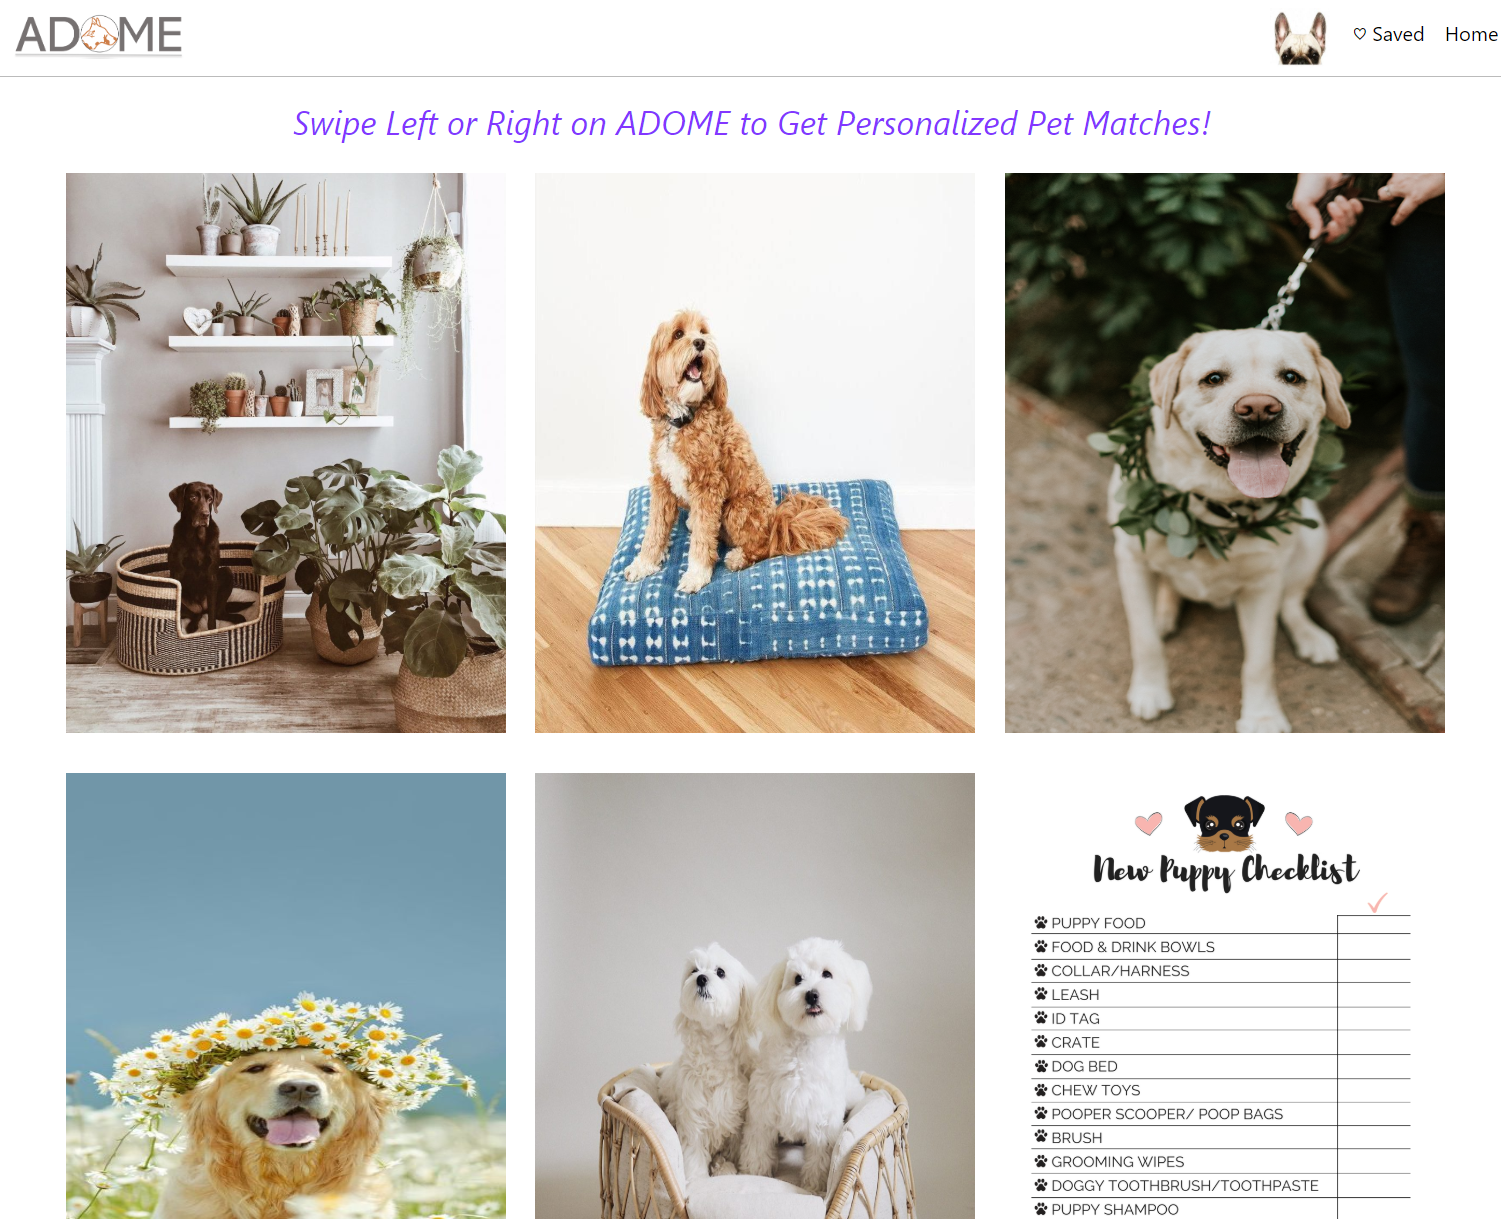 ADOME
♡ Saved Home
Swipe Left or Right on ADOME to Get Personalized Pet Matches!
New Puppy Checklist
PUPPY FOOD
FOOD & DRINK BOWLS
COLLAR/HARNESS
LEASH
ID TAG
CRATE
DOG BED
CHEW TOYS
POOPER SCOOPER/ POOP BAGS
BRUSH
GROOMING WIPES
DOGGY TOOTHBRUSH/TOOTHPASTE
PUPPY SHAMPOO